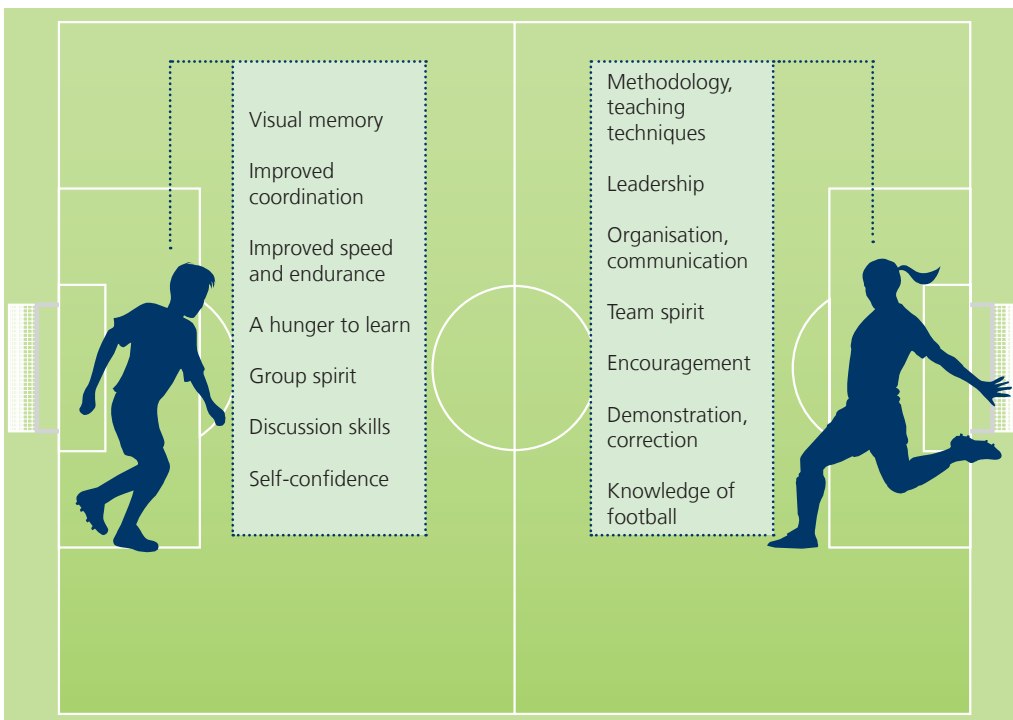 Visual memory
Improved
coordination
Improved speed
and endurance
A hunger to learn
Group spirit
Discussion skills
Self-confidence
Methodology,
teaching
techniques
Leadership
Organisation,
communication
Team spirit
Encouragement
Demonstration,
correction
Knowledge of
football